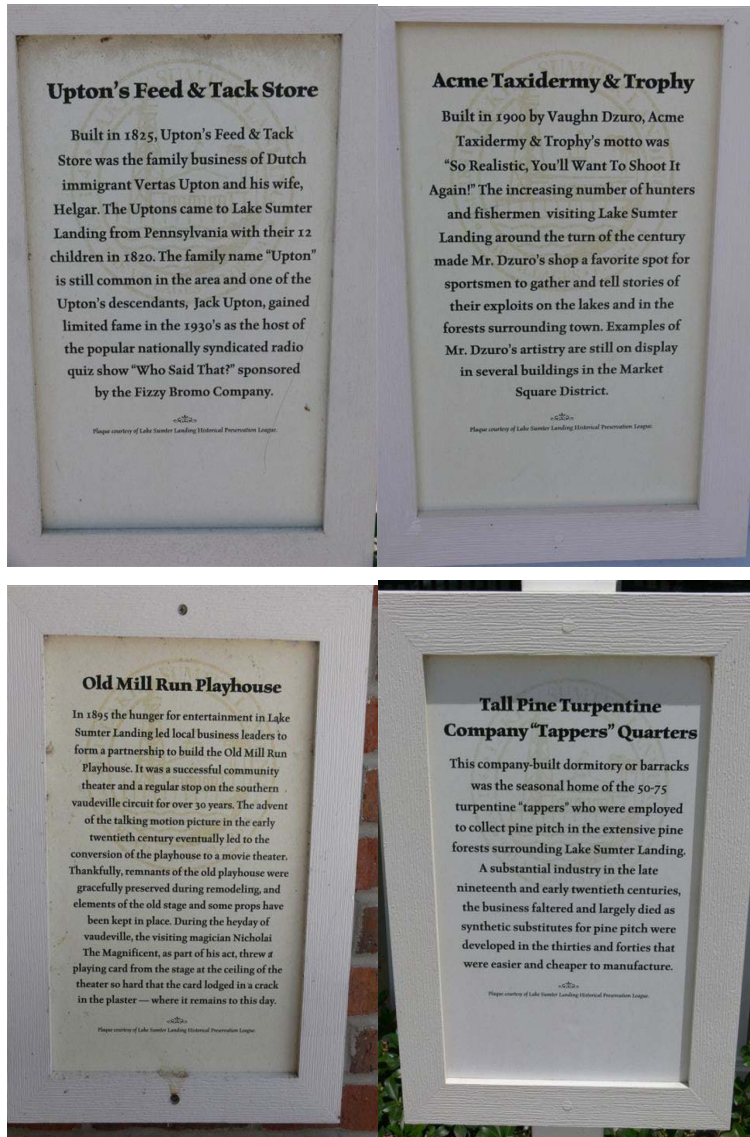 Upton's Feed & Tack Store
Built in 1825, Upton's Feed & Tack
Store was the family business of Dutch
immigrant Vertas Upton and his wife,
Helgar. The Uptons came to Lake Sumter
Landing from Pennsylvania with their 12
children in 1820. The family name "Upton"
is still common in the area and one of the
Upton's descendants, Jack Upton, gained
limited fame in the 1930's as the host of
the popular nationally syndicated radio
quiz show "Who Said That?" sponsored
by the Fizzy Bromo Company.
Plaque courtesy of Lake Sumter Landing Historical Preservation League.
Acme Taxidermy & Trophy
Built in 1900 by Vaughn Dzuro, Acme
Taxidermy & Trophy's motto was
"So Realistic, You'll Want To Shoot It
Again!" The increasing number of hunters
and fishermen visiting Lake Sumter
Landing around the turn of the century
made Mr. Dzuro's shop a favorite spot for
sportsmen to gather and tell stories of
their exploits on the lakes and in the
forests surrounding town. Examples of
Mr. Dzuro's artistry are still on display
in several buildings in the Market
Square District.
Plaque courtesy of Lake Sumter Landing Historical Preservation League.
Old Mill Run Playhouse
In 1895 the hunger for entertainment in Lake
Sumter Landing led local business leaders to
form a partnership to build the Old Mill Run
Playhouse. It was a successful community
theater and a regular stop on the southern
vaudeville circuit for over 30 years. The advent
of the talking motion picture in the early
twentieth century eventually led to the
conversion of the playhouse to a movie theater.
Thankfully, remnants of the old playhouse were
gracefully preserved during remodeling, and
elements of the old stage and some props have
been kept in place. During the heyday of
vaudeville, the visiting magician Nicholai
The Magnificent, as part of his act, threw a
playing card from the stage at the ceiling of the
theater so hard that the card lodged in a crack
in the plaster — where it remains to this day.
Plaque courtesy of Lake Sumter Landing Historical Preservation League.
Tall Pine Turpentine
Company "Tappers" Quarters
This company-built dormitory or barracks
was the seasonal home of the 50-75
turpentine "tappers" who were employed
to collect pine pitch in the extensive pine
forests surrounding Lake Sumter Landing.
A substantial industry in the late
nineteenth and early twentieth centuries,
the business faltered and largely died as
synthetic substitutes for pine pitch were
developed in the thirties and forties that
were easier and cheaper to manufacture.
Plaque courtesy of Lake Sumter Landing Historical Preservation League.